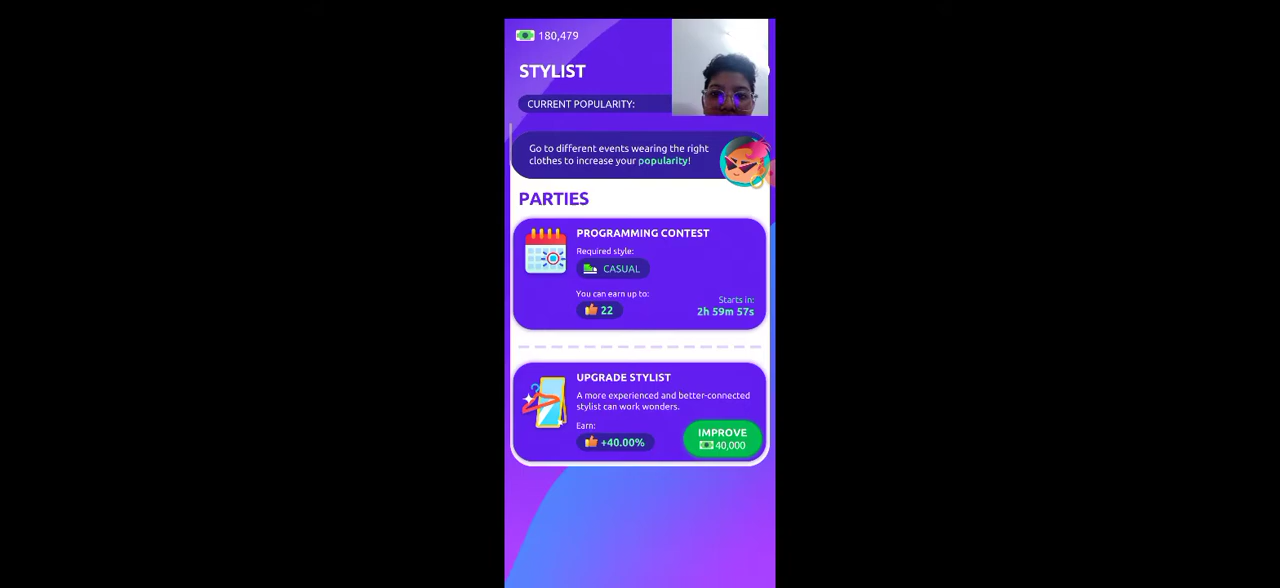 180,479
STYLIST
CURRENT POPULARITY:
Go to different events wearing the right
clothes to increase your popularity!
PARTIES
PROGRAMMING CONTEST
Required style:
CASUAL
You can earn up to:
22
Starts in:
2h 59m 57s
UPGRADE STYLIST
A more experienced and better-connected
stylist can work wonders.
Earn:
+40.00%
IMPROVE
40,000